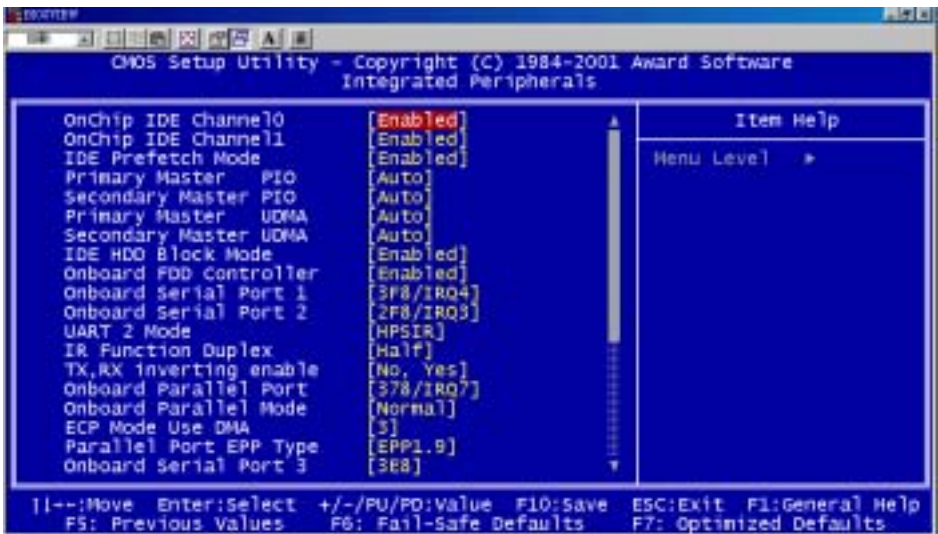 BIOSVIEW
A
CMOS Setup Utility - Copyright (C) 1984-2001 Award Software
Integrated Peripherals
OnChip IDE Channel0 [Enabled]
OnChip IDE Channel1 [Enabled]
IDE Prefetch Mode [Enabled]
Primary Master PIO [Auto]
Secondary Master PIO [Auto]
Primary Master UDMA [Auto]
Secondary Master UDMA [Auto]
IDE HDD Block Mode [Enabled]
Onboard FDD Controller [Enabled]
Onboard Serial Port 1 [3F8/IRQ4]
Onboard Serial Port 2 [2F8/IRQ3]
UART 2 Mode [HPSIR]
IR Function Duplex [Half]
TX,RX inverting enable [No, Yes]
Onboard Parallel Port [378/IRQ7]
Onboard Parallel Mode [Normal]
ECP Mode Use DMA [3]
Parallel Port EPP Type [EPP1.9]
Onboard Serial Port 3 [3E8]
Item Help
Menu Level ▸
↑↓→←:Move Enter:Select +/-/PU/PD:Value F10:Save ESC:Exit F1:General Help
F5: Previous Values F6: Fail-Safe Defaults F7: Optimized Defaults